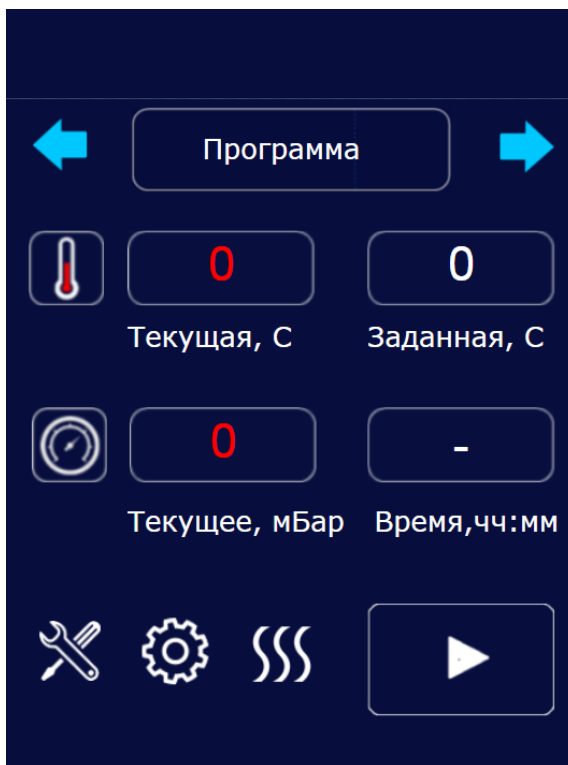 Программа
0 0
Текущая, С Заданная, С
0 -
Текущее, мБар Время,чч:мм